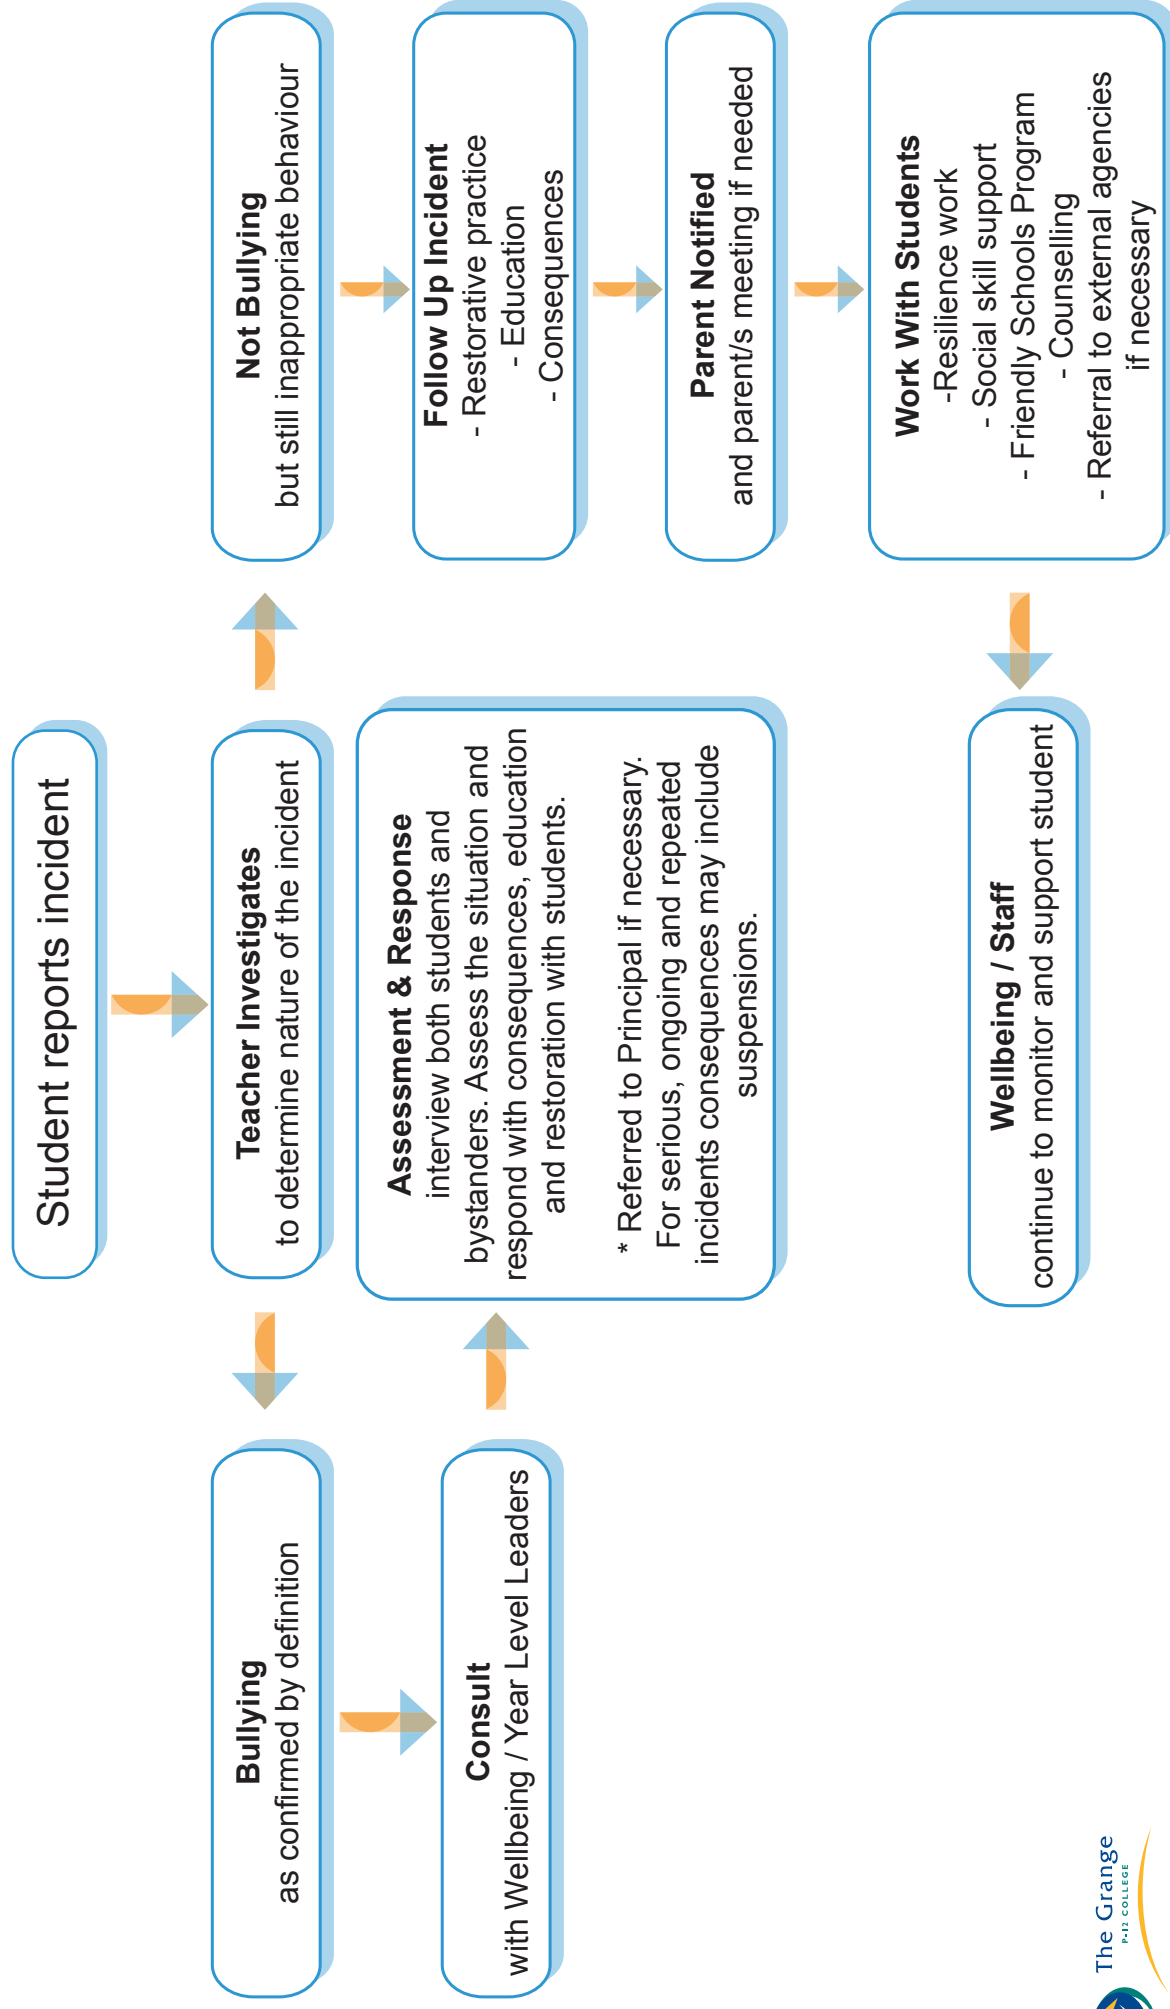 Student reports incident
Teacher Investigates
to determine nature of the incident
Bullying
as confirmed by definition
Consult
with Wellbeing / Year Level Leaders
Assessment & Response
interview both students and
bystanders. Assess the situation and
respond with consequences, education
and restoration with students.
* Referred to Principal if necessary.
For serious, ongoing and repeated
incidents consequences may include
suspensions.
Not Bullying
but still inappropriate behaviour
Follow Up Incident
- Restorative practice
- Education
- Consequences
Parent Notified
and parent/s meeting if needed
Work With Students
-Resilience work
- Social skill support
- Friendly Schools Program
- Counselling
- Referral to external agencies
if necessary
Wellbeing / Staff
continue to monitor and support student
The Grange
P-12 COLLEGE